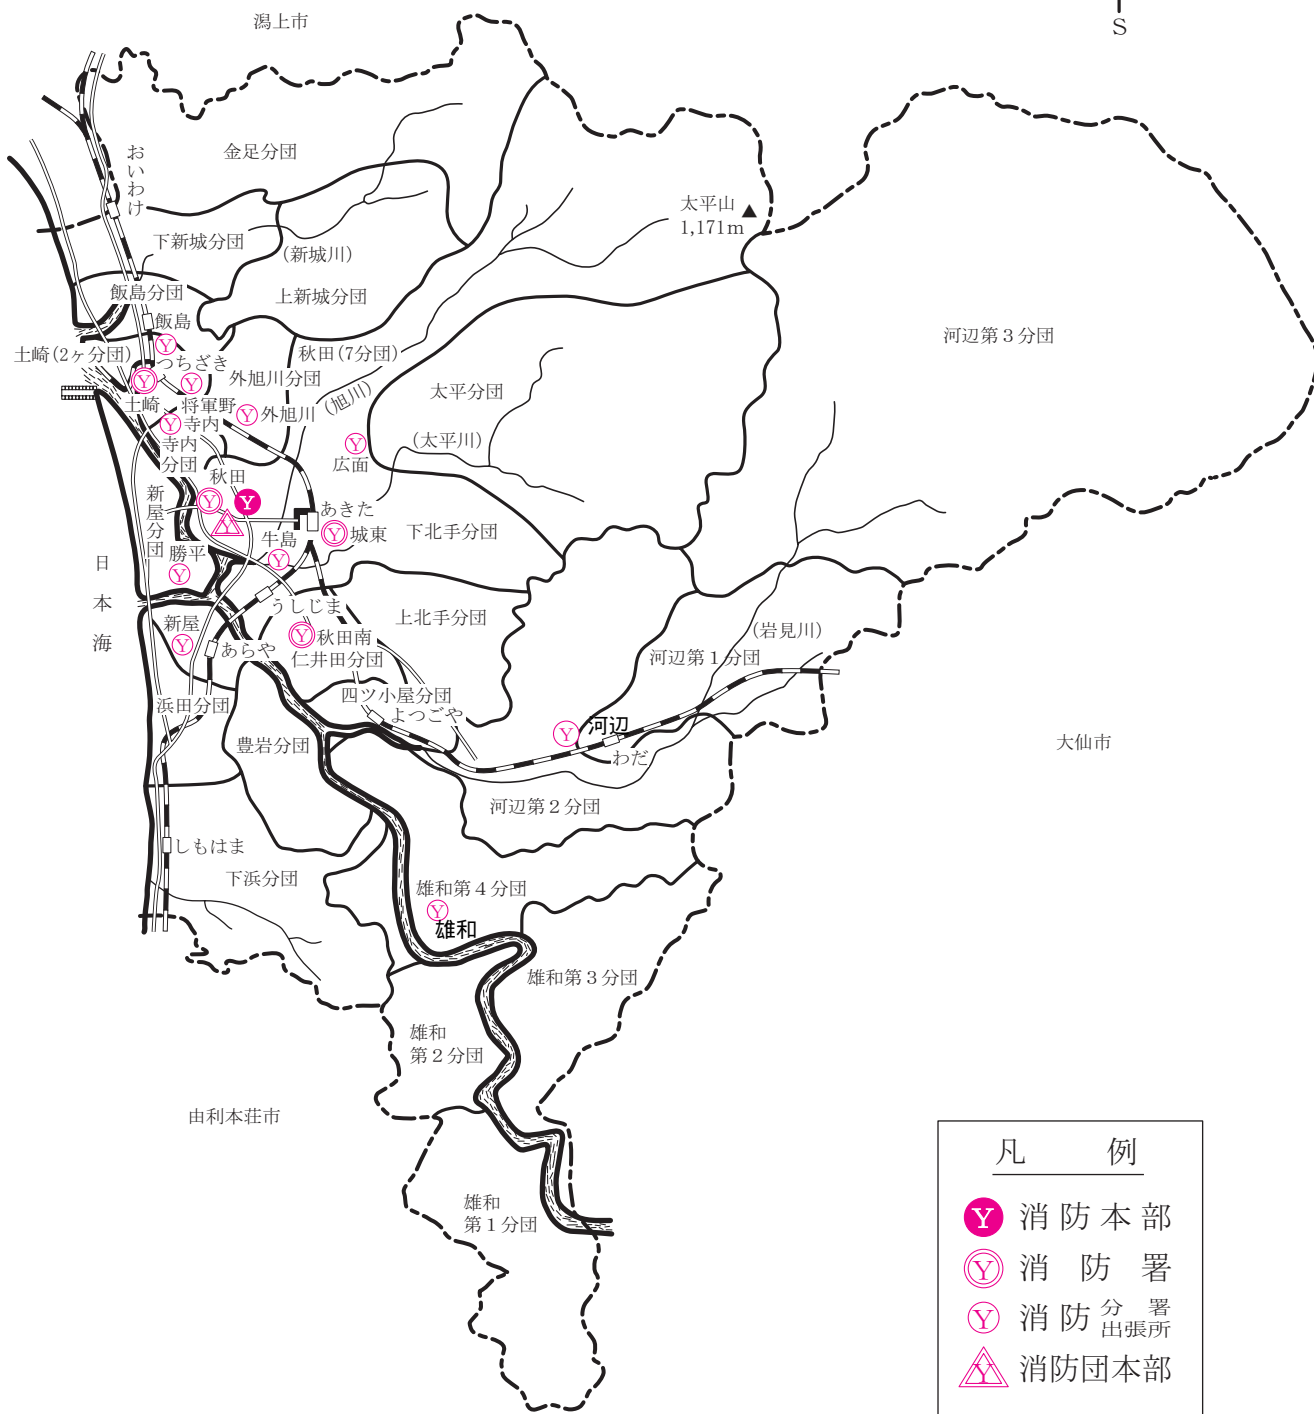 S
潟上市
おいわけ
金足分団
太平山
1,171m
下新城分団
(新城川)
飯島分団
上新城分団
飯島
河辺第３分団
土崎(2ヶ分団)
つちざき
秋田(7分団)
外旭川分団
太平分団
土崎
将軍野
外旭川
(旭川)
寺内
寺内
分団
広面
(太平川)
秋田
新屋分団
あきた
城東
下北手分団
牛島
勝平
日本海
うしじま
上北手分団
新屋
秋田南
(岩見川)
あらや
仁井田分団
河辺第１分団
四ツ小屋分団
浜田分団
よつごや
河辺
豊岩分団
わだ
大仙市
河辺第２分団
しもはま
下浜分団
雄和第４分団
雄和
雄和第３分団
雄和
第２分団
由利本荘市
雄和
第１分団
凡例
Y 消防本部
Y 消防署
Y 消防分署
出張所
Y 消防団本部